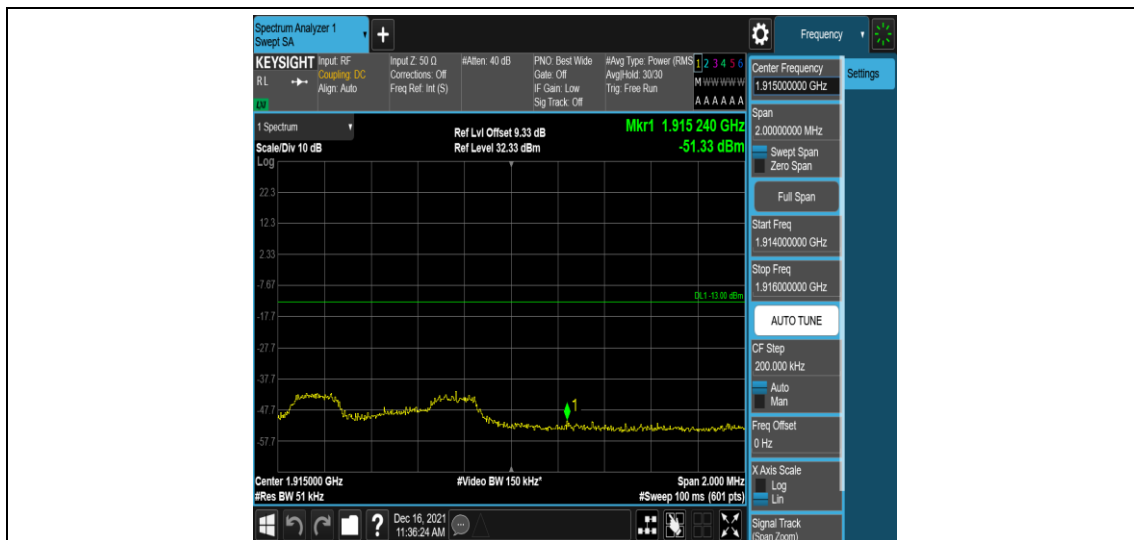 Spectrum Analyzer 1
Swept SA
+
Frequency
KEYSIGHT
RL
LXI
Input: RF
Coupling: DC
Align: Auto
Input Z: 50 Ω
Corrections: Off
Freq Ref: Int (S)
#Atten: 40 dB
PNO: Best Wide
Gate: Off
IF Gain: Low
Sig Track: Off
#Avg Type: Power (RMS
Avg|Hold: 30/30
Trig: Free Run
1 2 3 4 5 6
M W W W W W
A A A A A A
1 Spectrum
Scale/Div 10 dB
Log
Ref Lvl Offset 9.33 dB
Ref Level 32.33 dBm
Mkr1 1.915 240 GHz
-51.33 dBm
22.3
12.3
2.33
-7.67
-17.7
-27.7
-37.7
-47.7
-57.7
DL1 -13.00 dBm
1
Center 1.915000 GHz
#Res BW 51 kHz
#Video BW 150 kHz*
Span 2.000 MHz
#Sweep 100 ms (601 pts)
?
Dec 16, 2021
11:36:24 AM
Center Frequency
1.915000000 GHz
Settings
Span
2.00000000 MHz
Swept Span
Zero Span
Full Span
Start Freq
1.914000000 GHz
Stop Freq
1.916000000 GHz
AUTO TUNE
CF Step
200.000 kHz
Auto
Man
Freq Offset
0 Hz
X Axis Scale
Log
Lin
Signal Track
(Span Zoom)